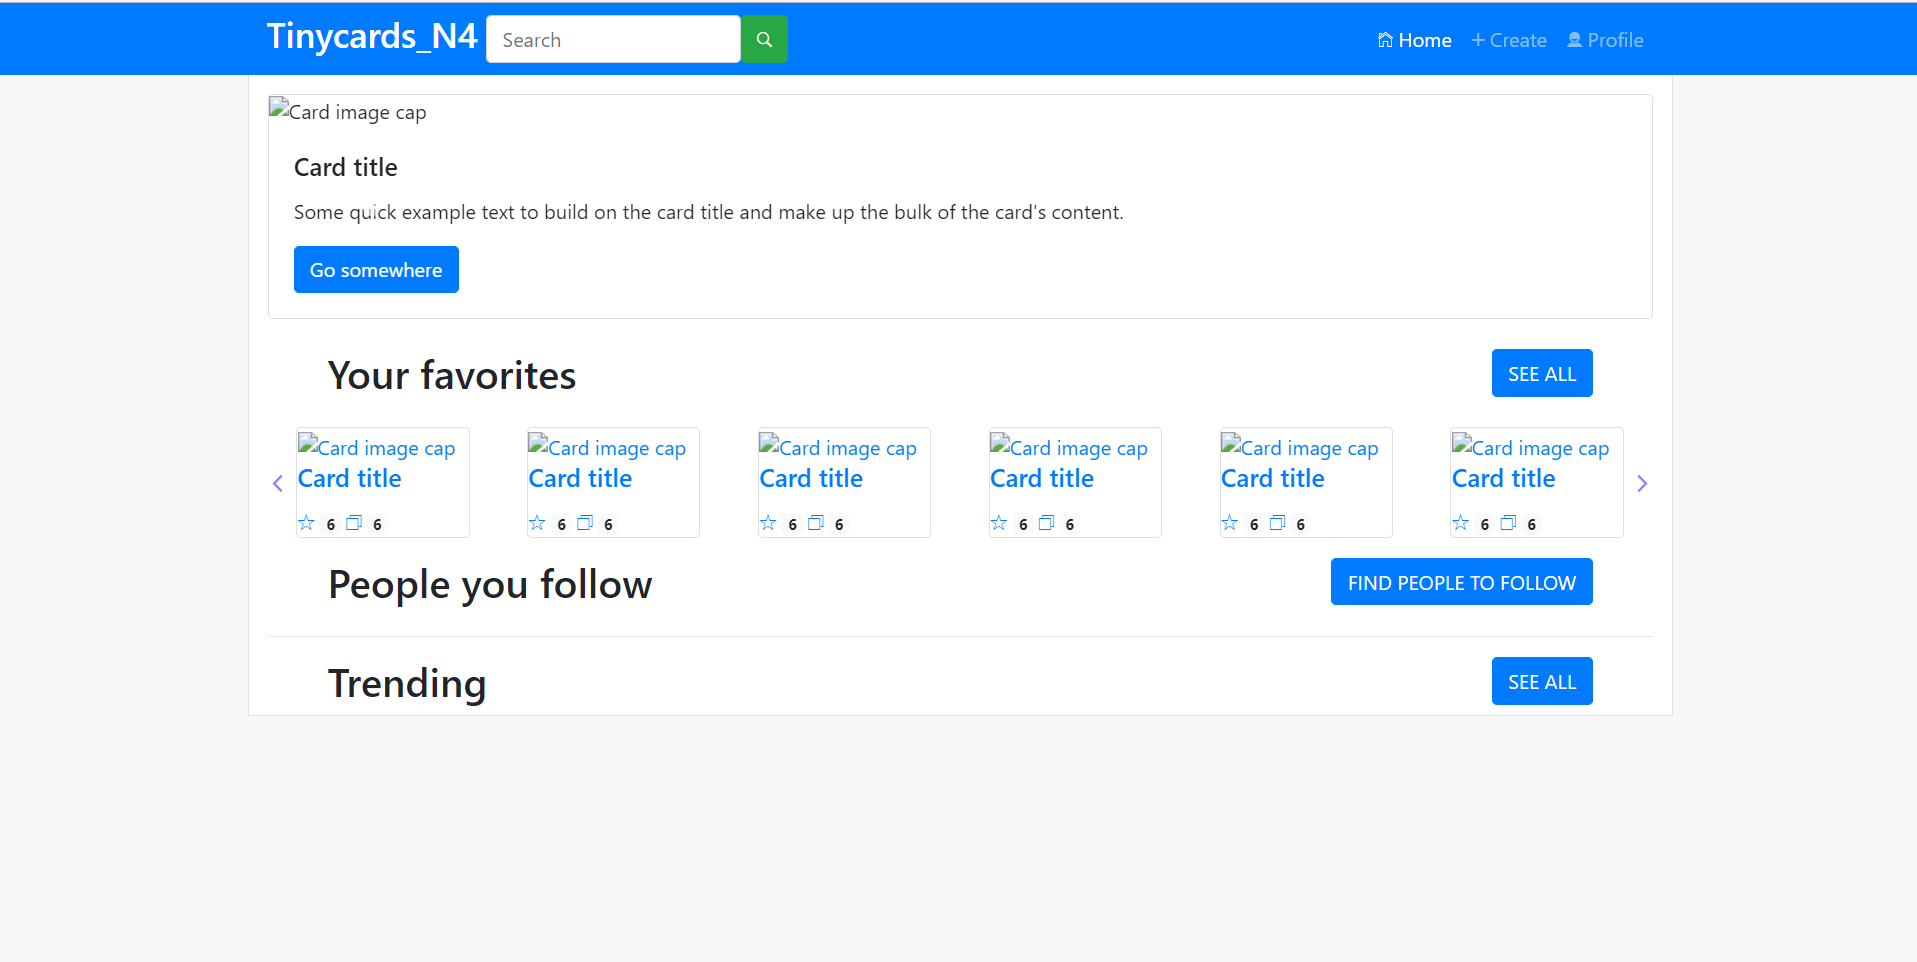 Tinycards_N4 Search Home Create Profile
Card image cap
Card title
Some quick example text to build on the card title and make up the bulk of the card's content.
Go somewhere
Your favorites SEE ALL
Card image cap Card image cap Card image cap Card image cap Card image cap Card image cap
Card title Card title Card title Card title Card title Card title
6 6 6 6 6 6 6 6 6 6 6 6
People you follow FIND PEOPLE TO FOLLOW
Trending SEE ALL